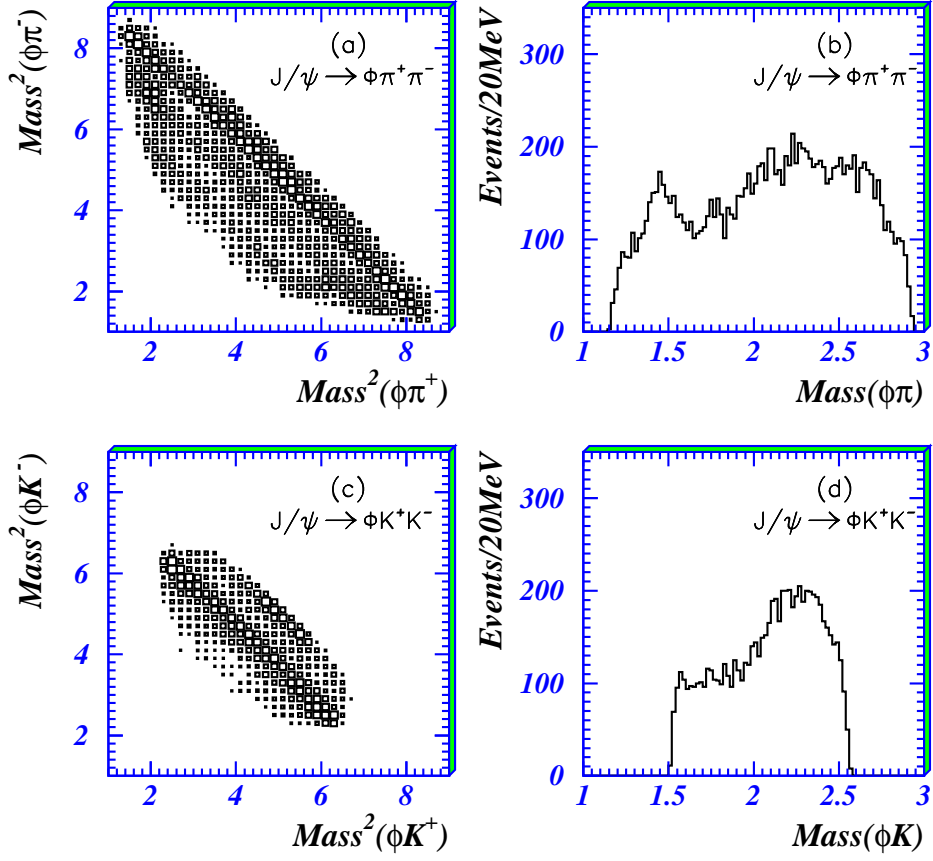 Mass²(ϕπ⁻)
8
6
4
2
2
4
6
8
(a)
J/ψ → Φπ⁺π⁻
Mass²(ϕπ⁺)
Events/20MeV
300
200
100
0
1
1.5
2
2.5
3
(b)
J/ψ → Φπ⁺π⁻
Mass(ϕπ)
Mass²(ϕK⁻)
8
6
4
2
2
4
6
8
(c)
J/ψ → ΦK⁺K⁻
Mass²(ϕK⁺)
Events/20MeV
300
200
100
0
1
1.5
2
2.5
3
(d)
J/ψ → ΦK⁺K⁻
Mass(ϕK)